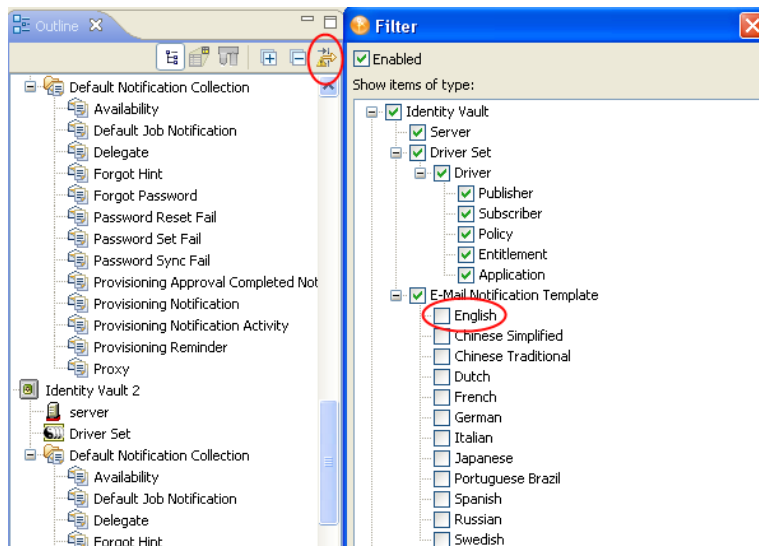 Outline
Default Notification Collection
Availability
Default Job Notification
Delegate
Forgot Hint
Forgot Password
Password Reset Fail
Password Set Fail
Password Sync Fail
Provisioning Approval Completed Not
Provisioning Notification
Provisioning Notification Activity
Provisioning Reminder
Proxy
Identity Vault 2
server
Driver Set
Default Notification Collection
Availability
Default Job Notification
Delegate
Forgot Hint
Filter
Enabled
Show items of type:
Identity Vault
Server
Driver Set
Driver
Publisher
Subscriber
Policy
Entitlement
Application
E-Mail Notification Template
English
Chinese Simplified
Chinese Traditional
Dutch
French
German
Italian
Japanese
Portuguese Brazil
Spanish
Russian
Swedish